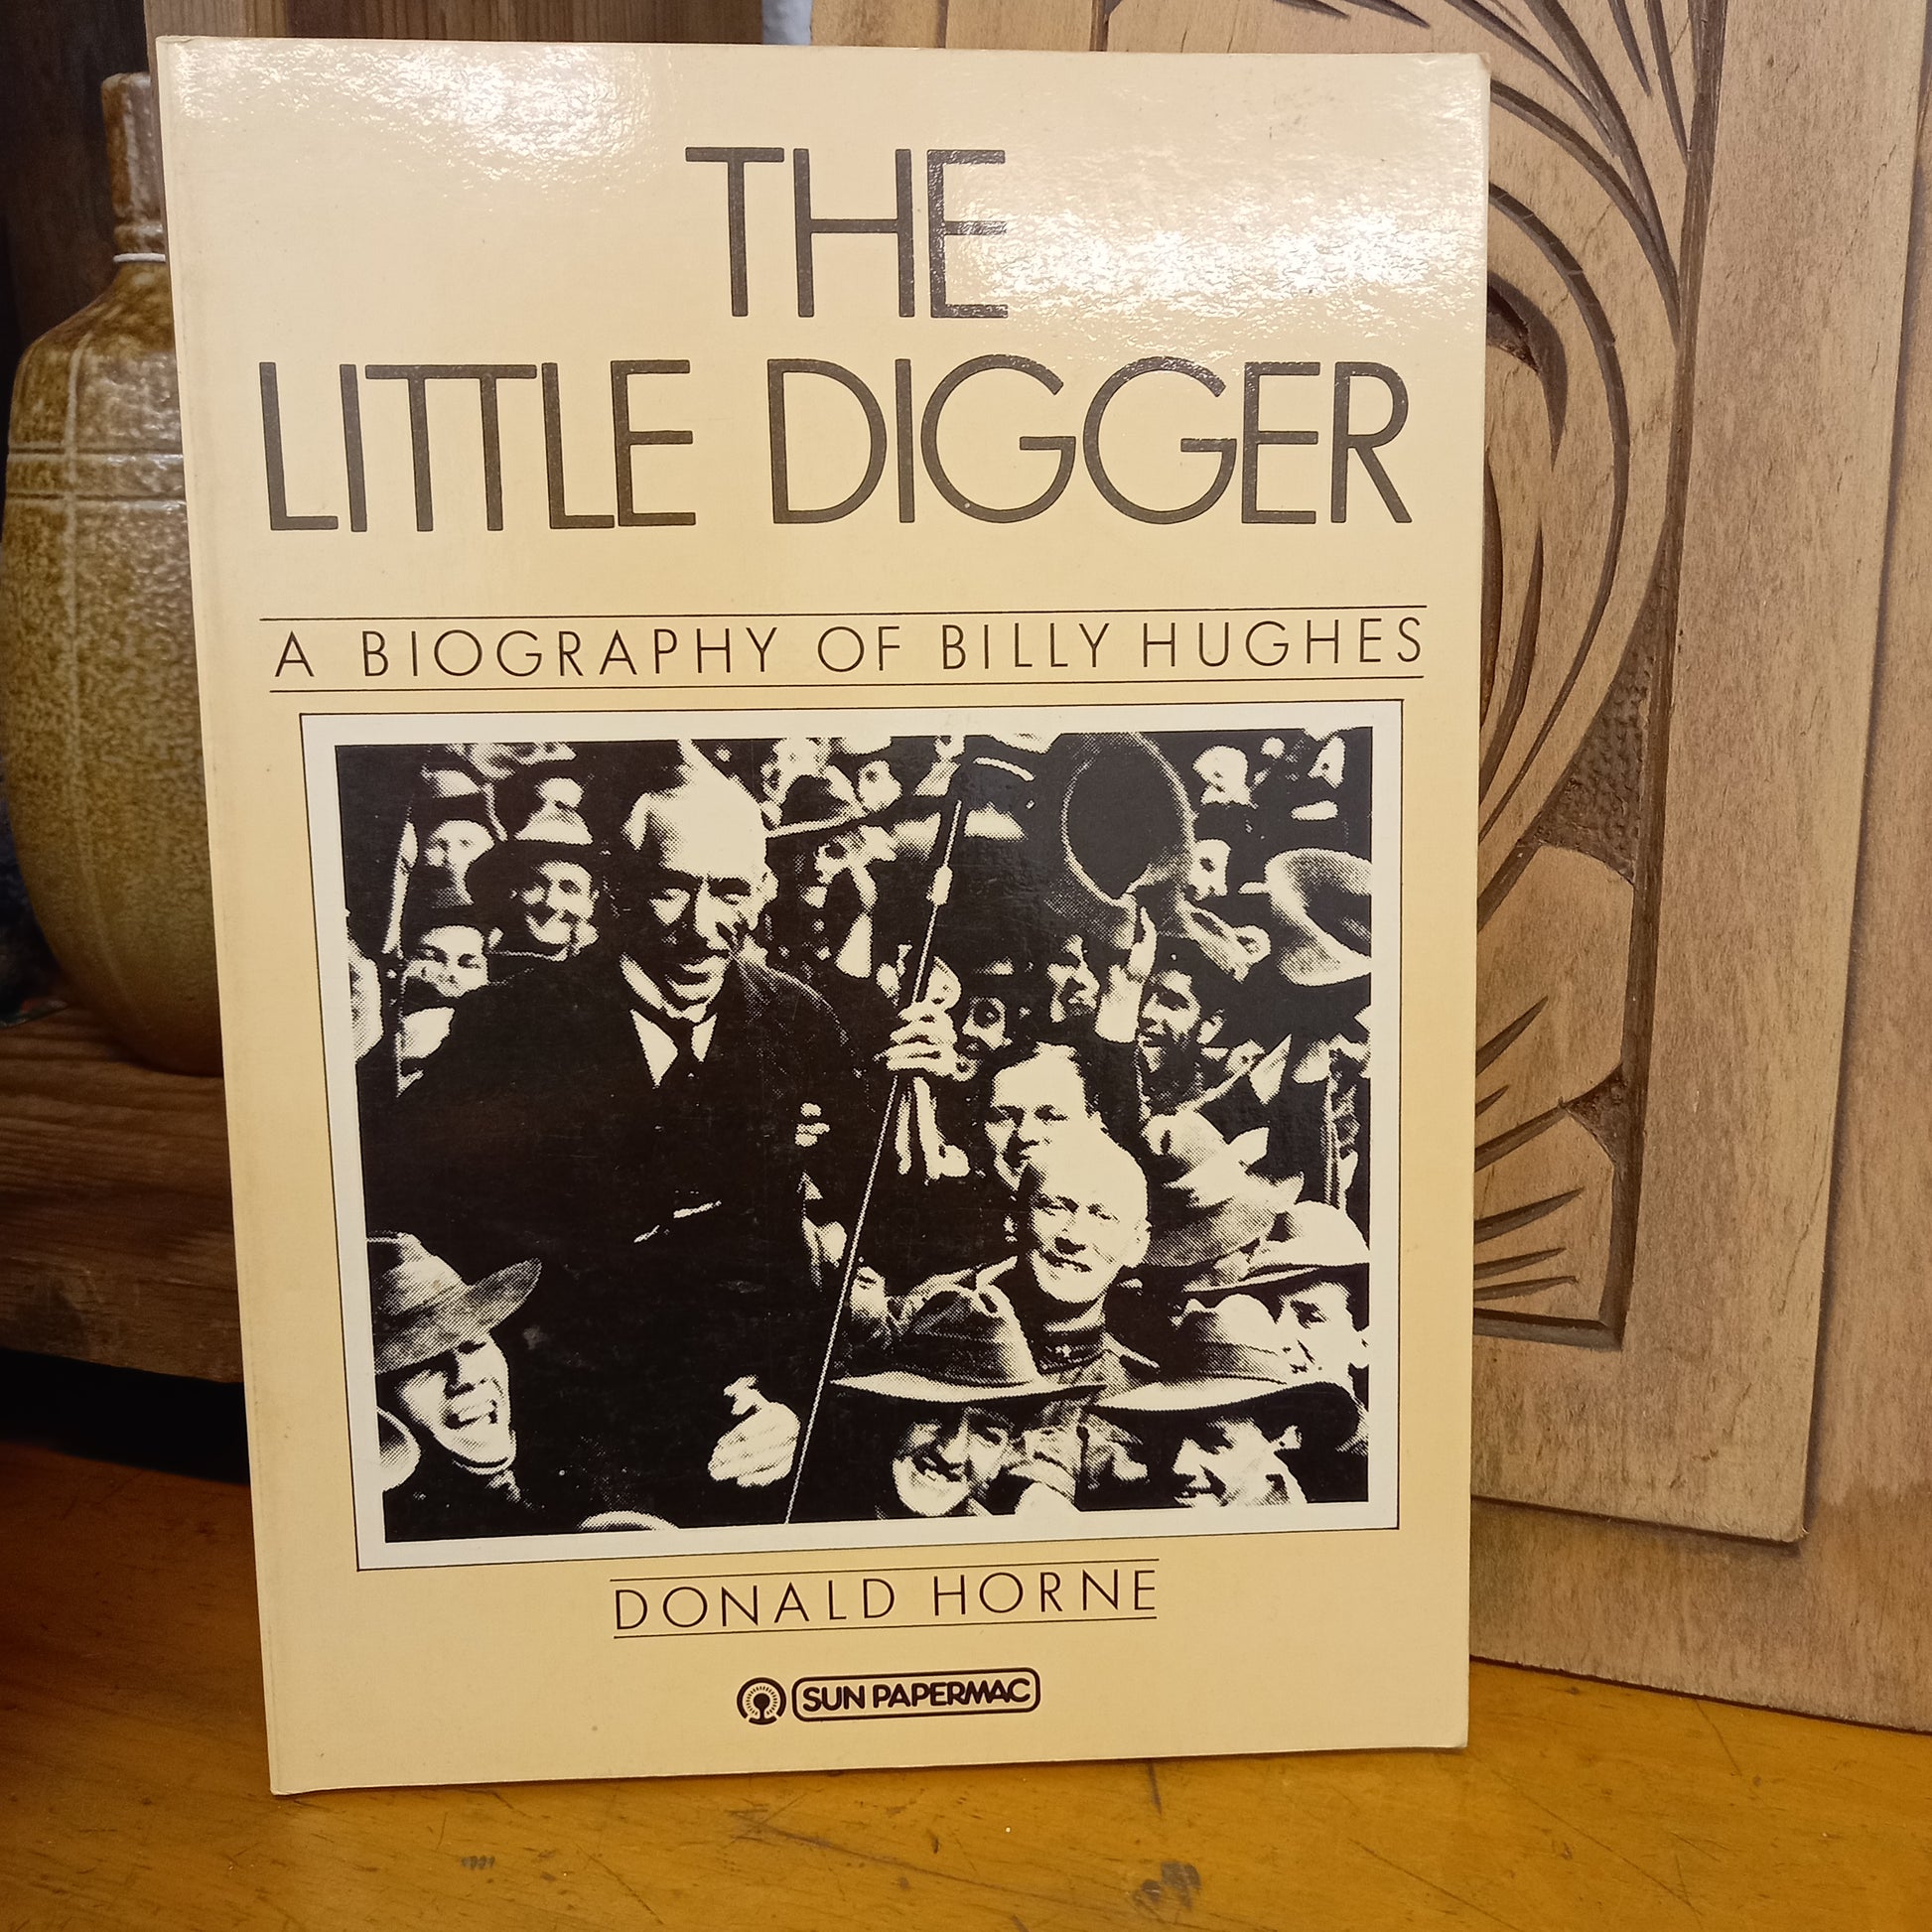 THE
LITTLE DIGGER
A BIOGRAPHY OF BILLY HUGHES
DONALD HORNE
SUN PAPERMAC